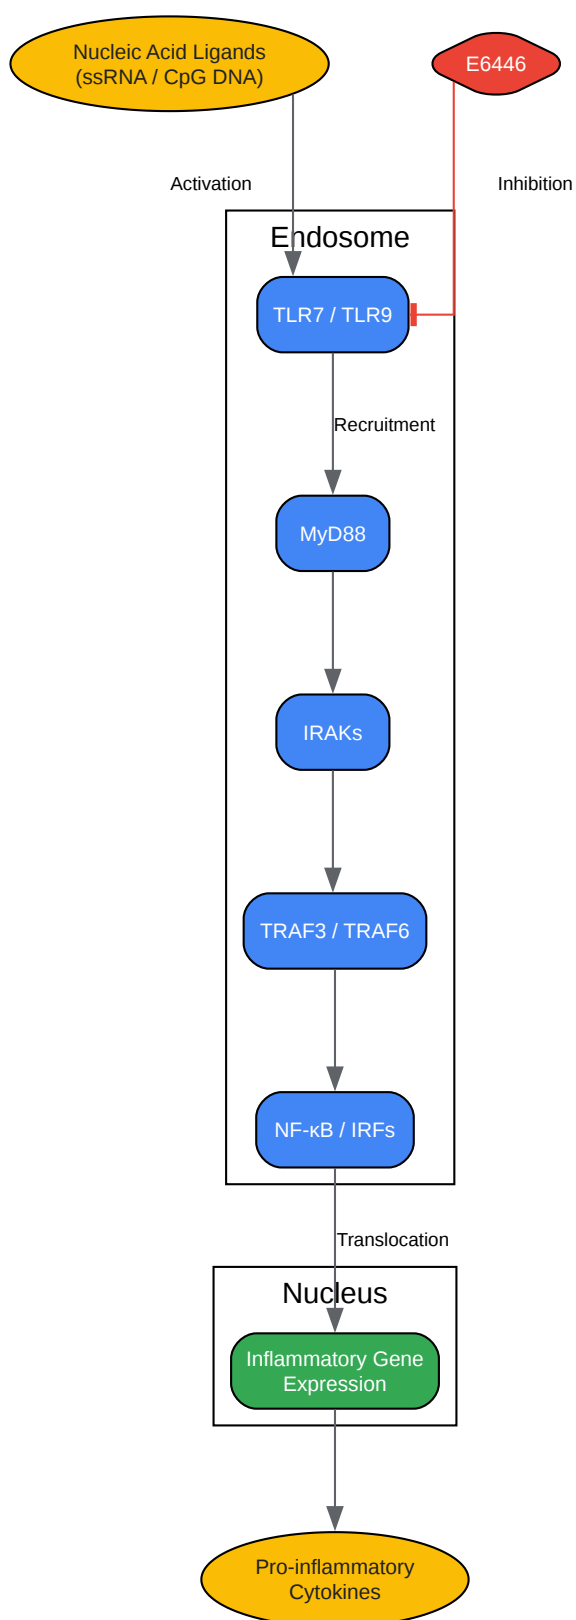 Nucleic Acid Ligands
(ssRNA / CpG DNA)
E6446
Activation
Inhibition
Endosome
TLR7 / TLR9
Recruitment
MyD88
IRAKs
TRAF3 / TRAF6
NF-κB / IRFs
Translocation
Nucleus
Inflammatory Gene
Expression
Pro-inflammatory
Cytokines